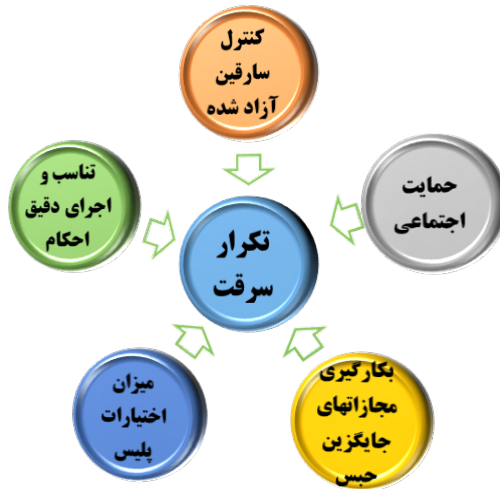 کنترل
سارقین
آزاد شده
حمایت
اجتماعی
تناسب و
اجرای دقیق
احکام
تکرار
سرقت
میزان
اختیارات
پلیس
بکارگیری
مجازاتهای
جایگزین
حبس